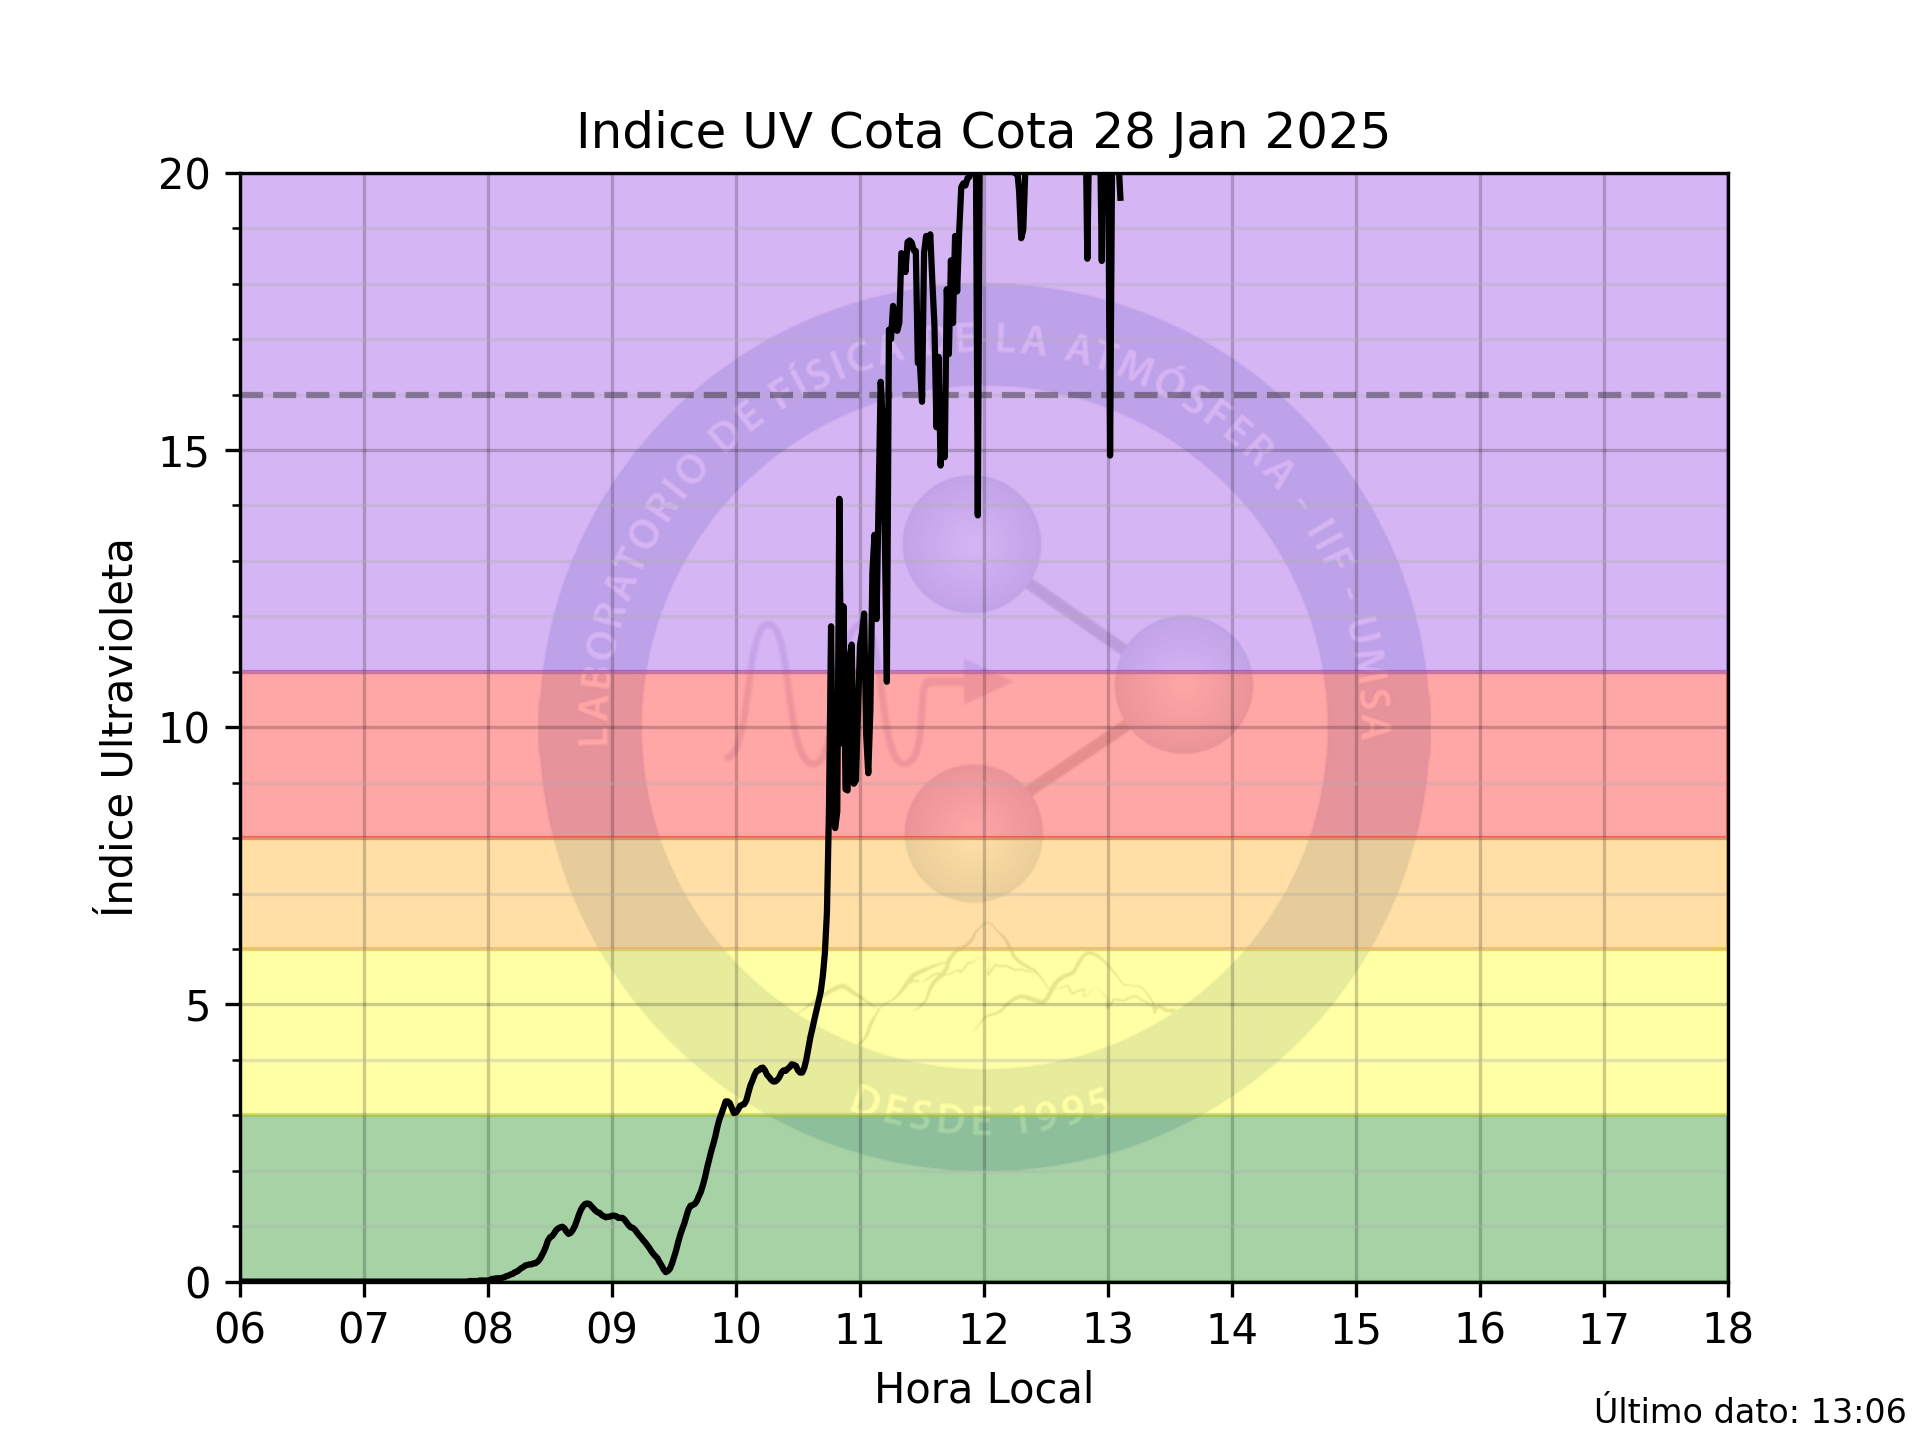 Indice UV Cota Cota 28 Jan 2025
20
15
10
5
0
Índice Ultravioleta
LABORATORIO DE FÍSICA DE LA ATMÓSFERA - IIF - UMSA
DESDE 1995
06 07 08 09 10 11 12 13 14 15 16 17 18
Hora Local
Último dato: 13:06